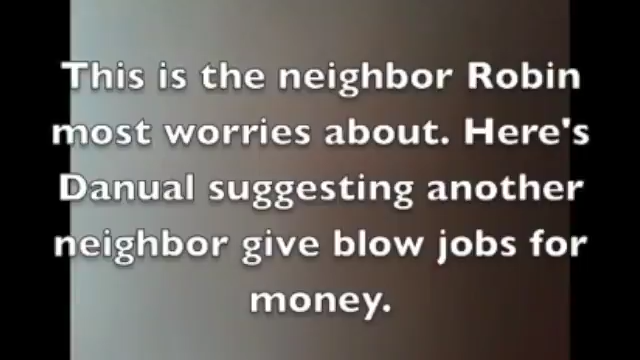 This is the neighbor Robin
most worries about. Here's
Danual suggesting another
neighbor give blow jobs for
money.